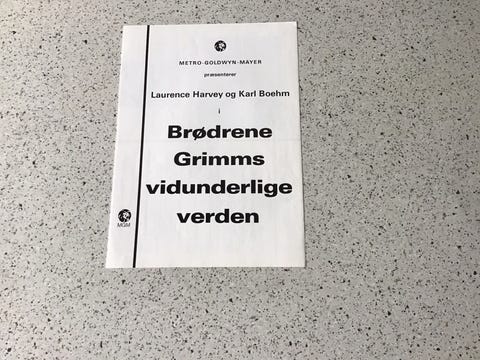 METRO-GOLDWYN-MAYER
præsenterer
Laurence Harvey og Karl Boehm
i
Brødrene
Grimms
vidunderlige
verden
MGM